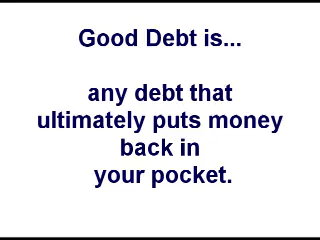 Good Debt is...
any debt that
ultimately puts money
back in
your pocket.